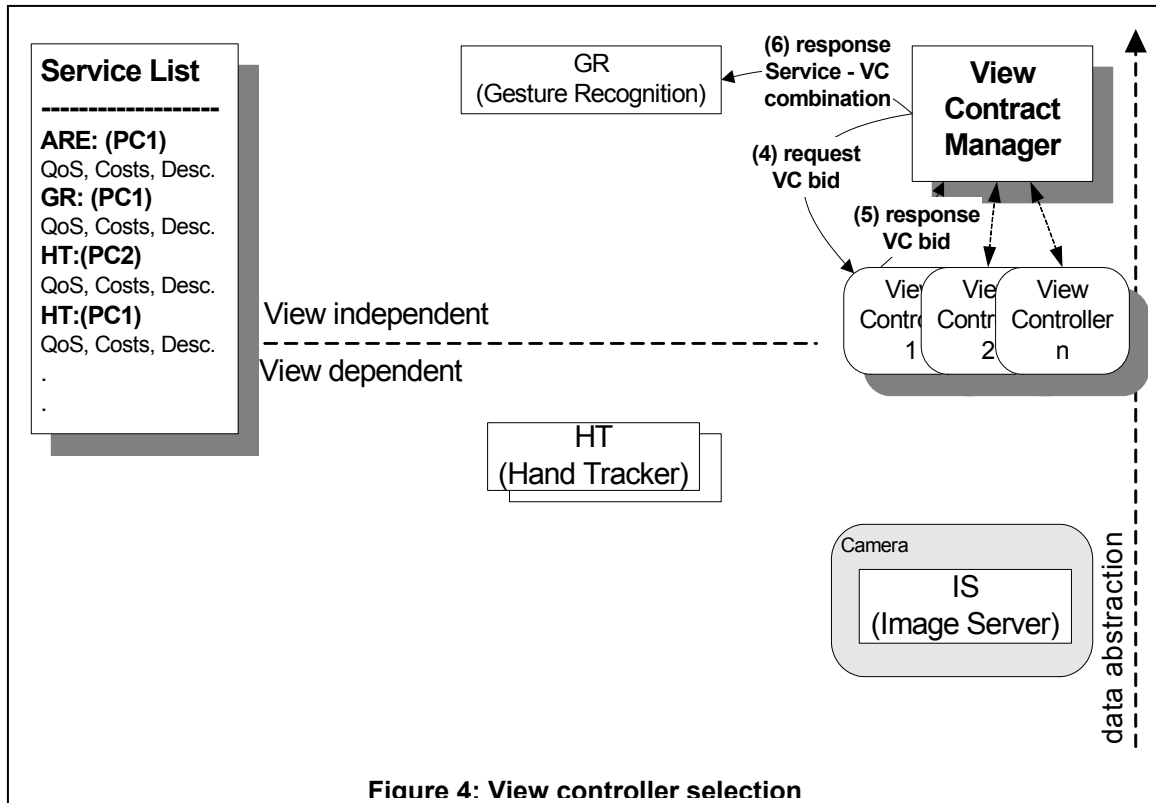 Service List
-------------------
ARE: (PC1)
QoS, Costs, Desc.
GR: (PC1)
QoS, Costs, Desc.
HT:(PC2)
QoS, Costs, Desc.
HT:(PC1)
QoS, Costs, Desc.
.
.
GR
(Gesture Recognition)
(6) response
Service - VC
combination
View
Contract
Manager
(4) request
VC bid
(5) response
VC bid
View independent
View dependent
1
2
View
Controller
n
HT
(Hand Tracker)
Camera
IS
(Image Server)
data abstraction
Figure 4: View controller selection